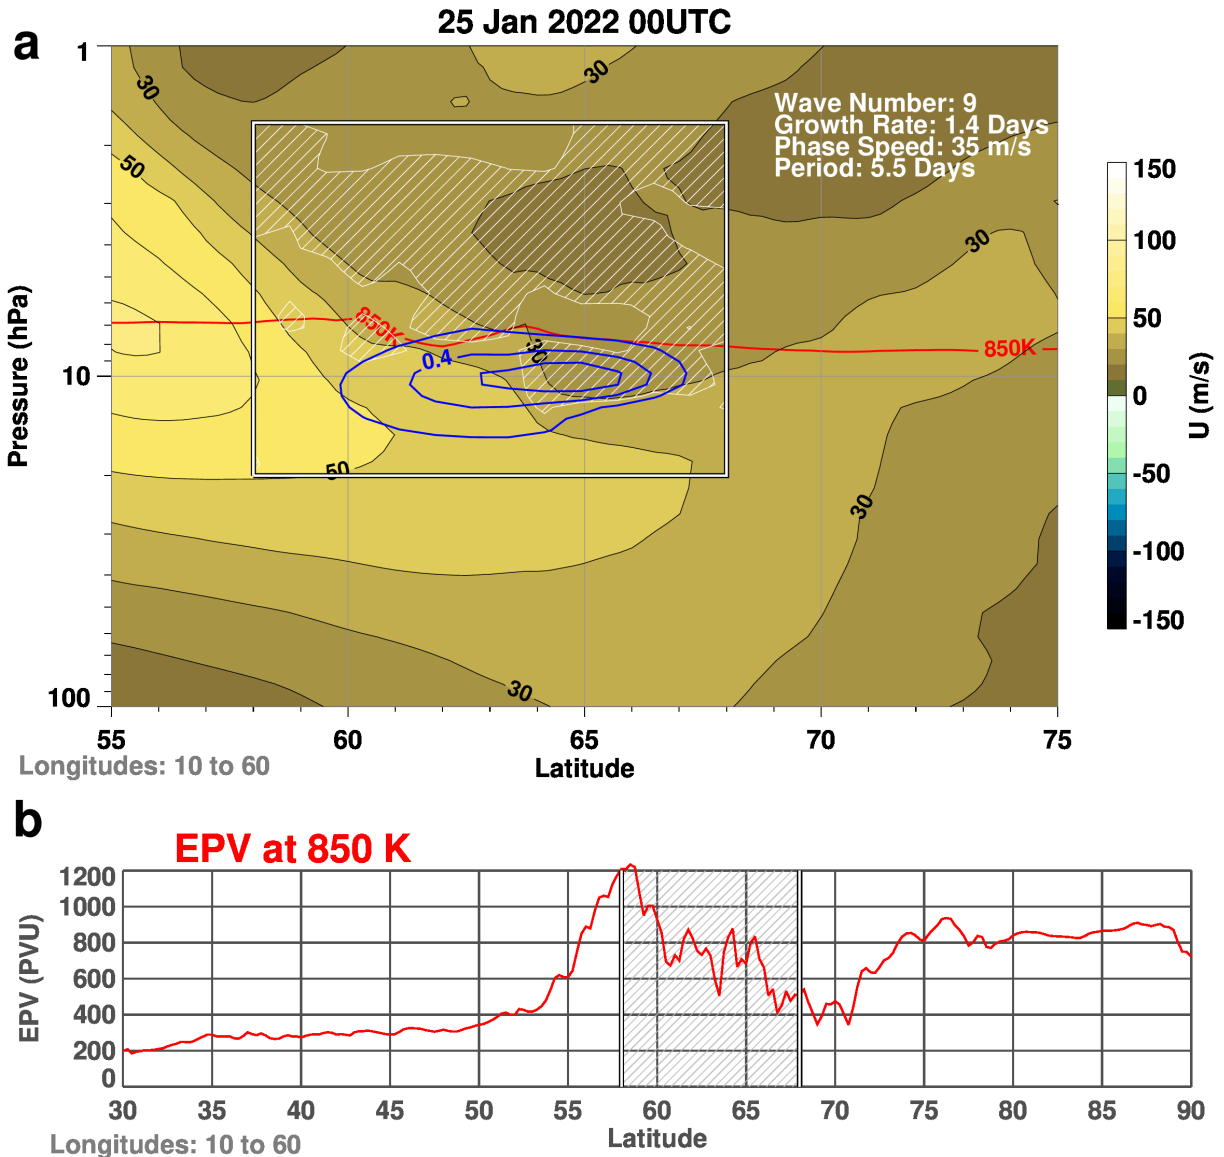 a
25 Jan 2022 00UTC
Wave Number: 9
Growth Rate: 1.4 Days
Phase Speed: 35 m/s
Period: 5.5 Days
1
10
100
Pressure (hPa)
30
30
50
30
850K
0.4
30
850K
50
30
30
55
60
65
70
75
Longitudes: 10 to 60
Latitude
150
100
50
0
-50
-100
-150
U (m/s)
b
EPV at 850 K
1200
1000
800
600
400
200
0
EPV (PVU)
30
35
40
45
50
55
60
65
70
75
80
85
90
Longitudes: 10 to 60
Latitude